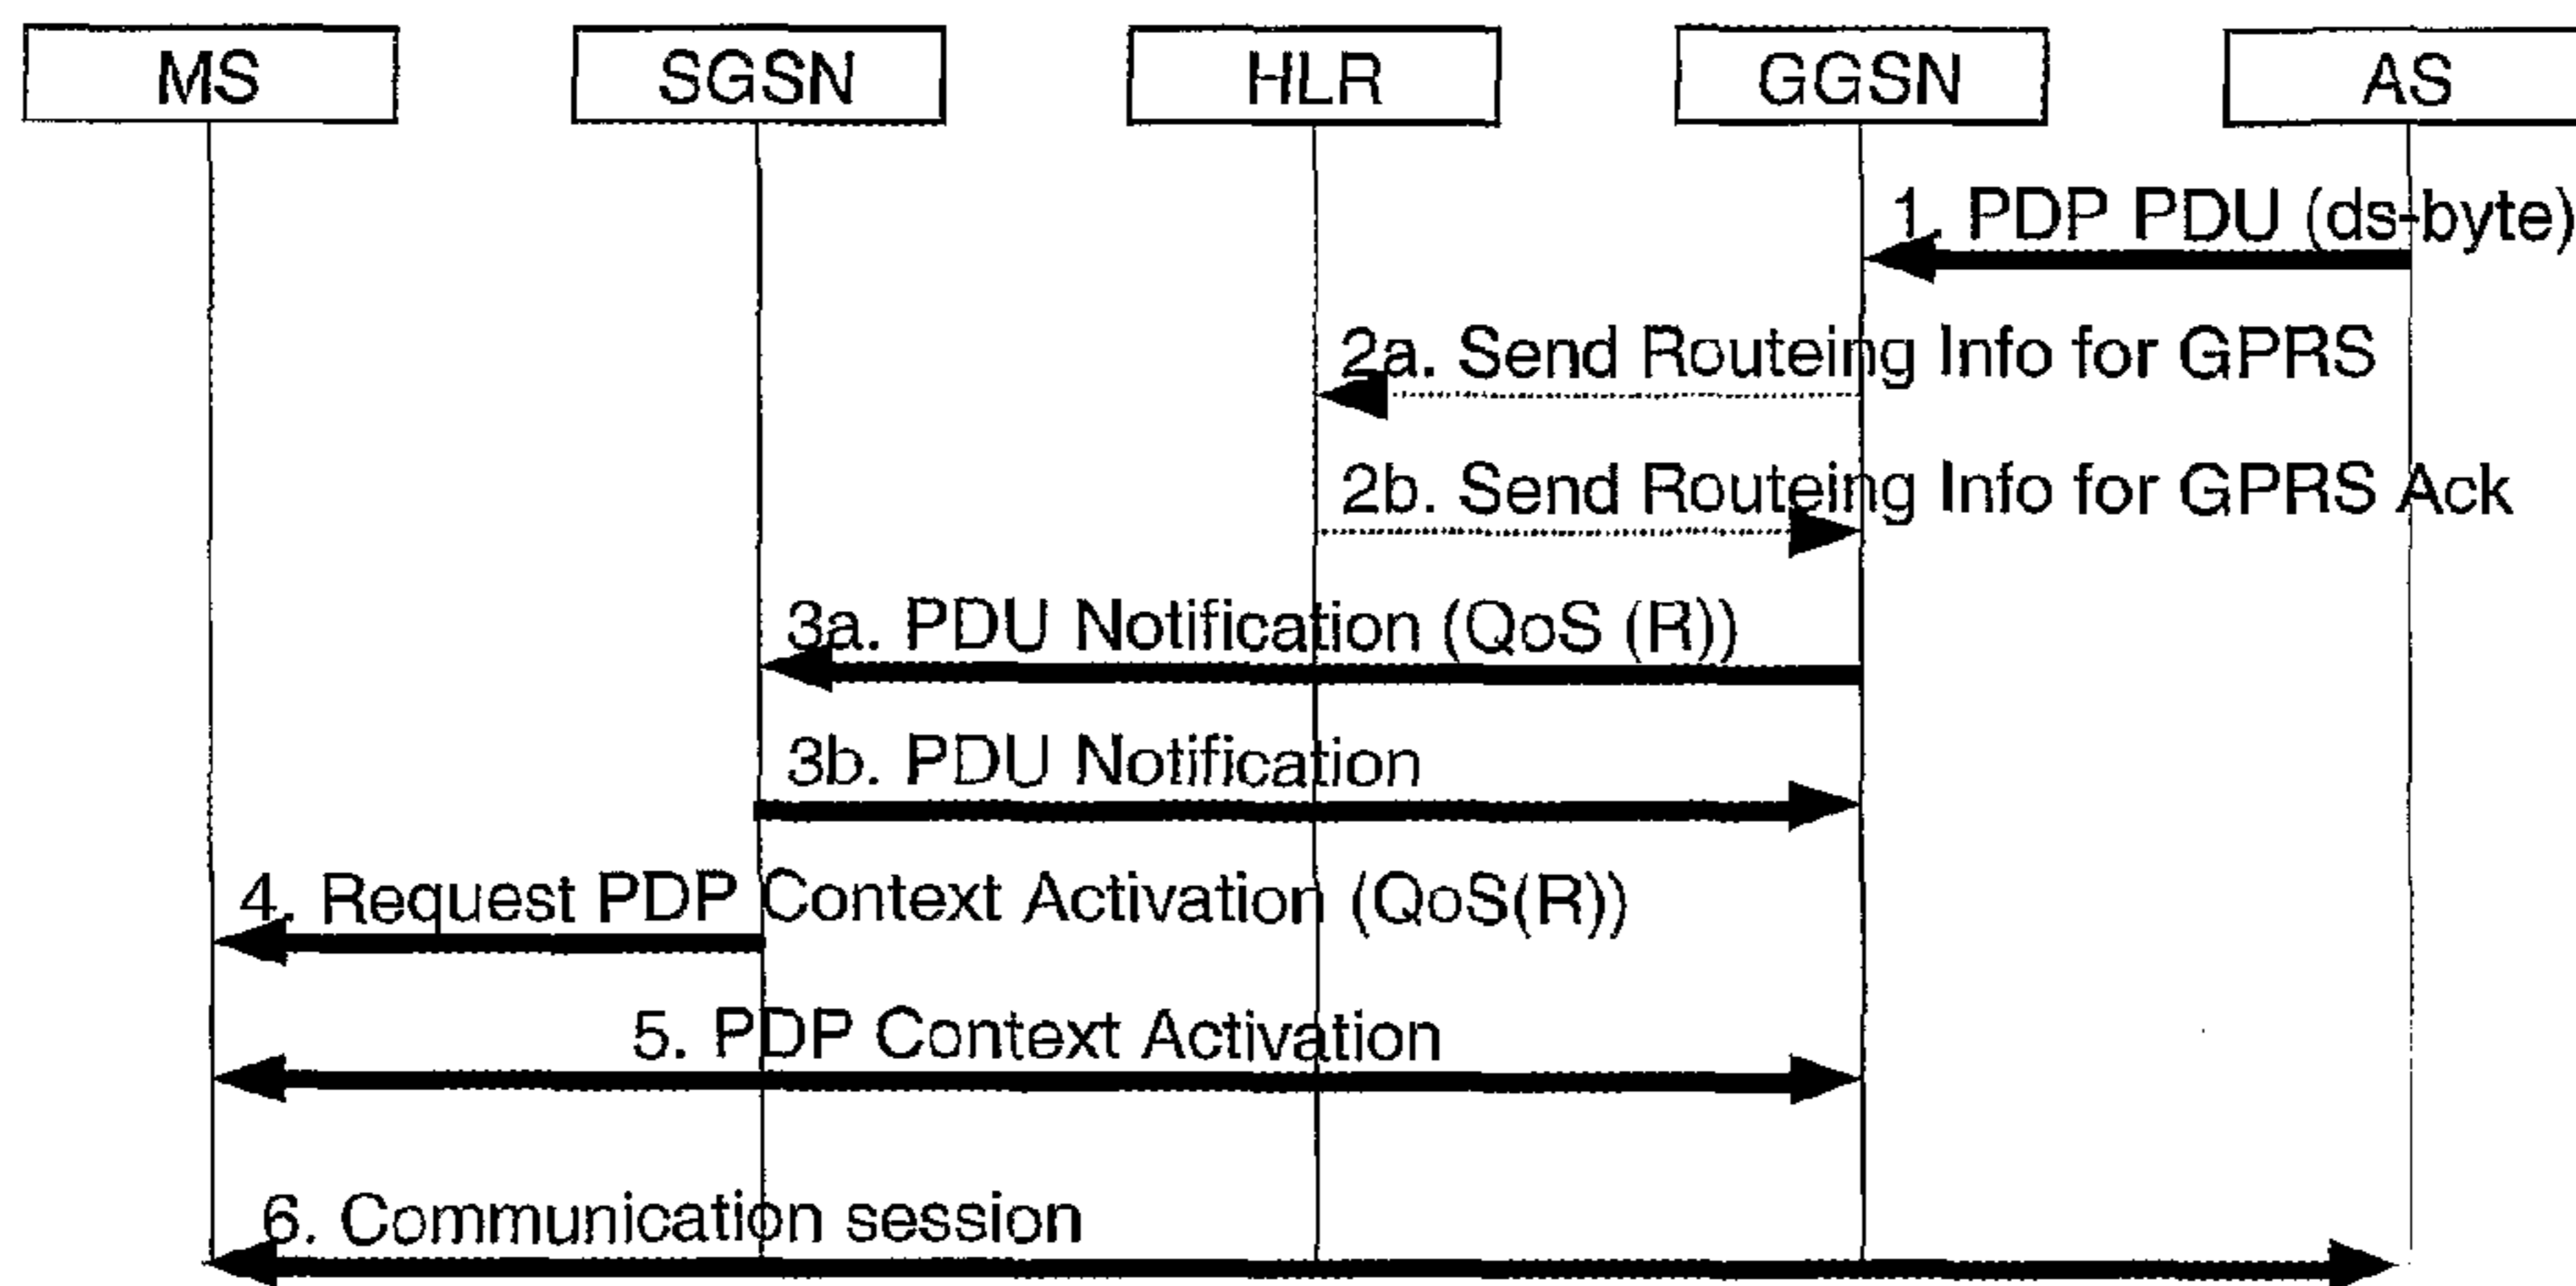 MS
SGSN
HLR
GGSN
AS
1. PDP PDU (ds-byte)
2a. Send Routeing Info for GPRS
2b. Send Routeing Info for GPRS Ack
3a. PDU Notification (QoS (R))
3b. PDU Notification
4. Request PDP Context Activation (QoS(R))
5. PDP Context Activation
6. Communication session